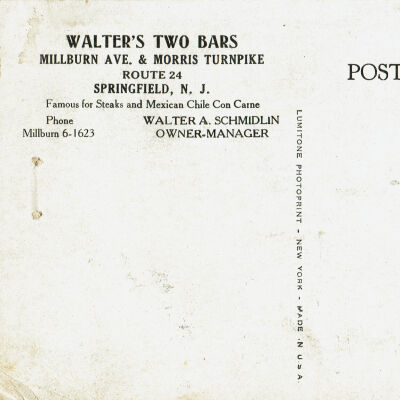 WALTER'S TWO BARS
MILLBURN AVE. & MORRIS TURNPIKE
ROUTE 24
SPRINGFIELD, N. J.
Famous for Steaks and Mexican Chile Con Carne
Phone
Millburn 6-1623
WALTER A. SCHMIDLIN
OWNER-MANAGER
LUMITONE PHOTOPRINT - NEW YORK - MADE IN U S A
POST